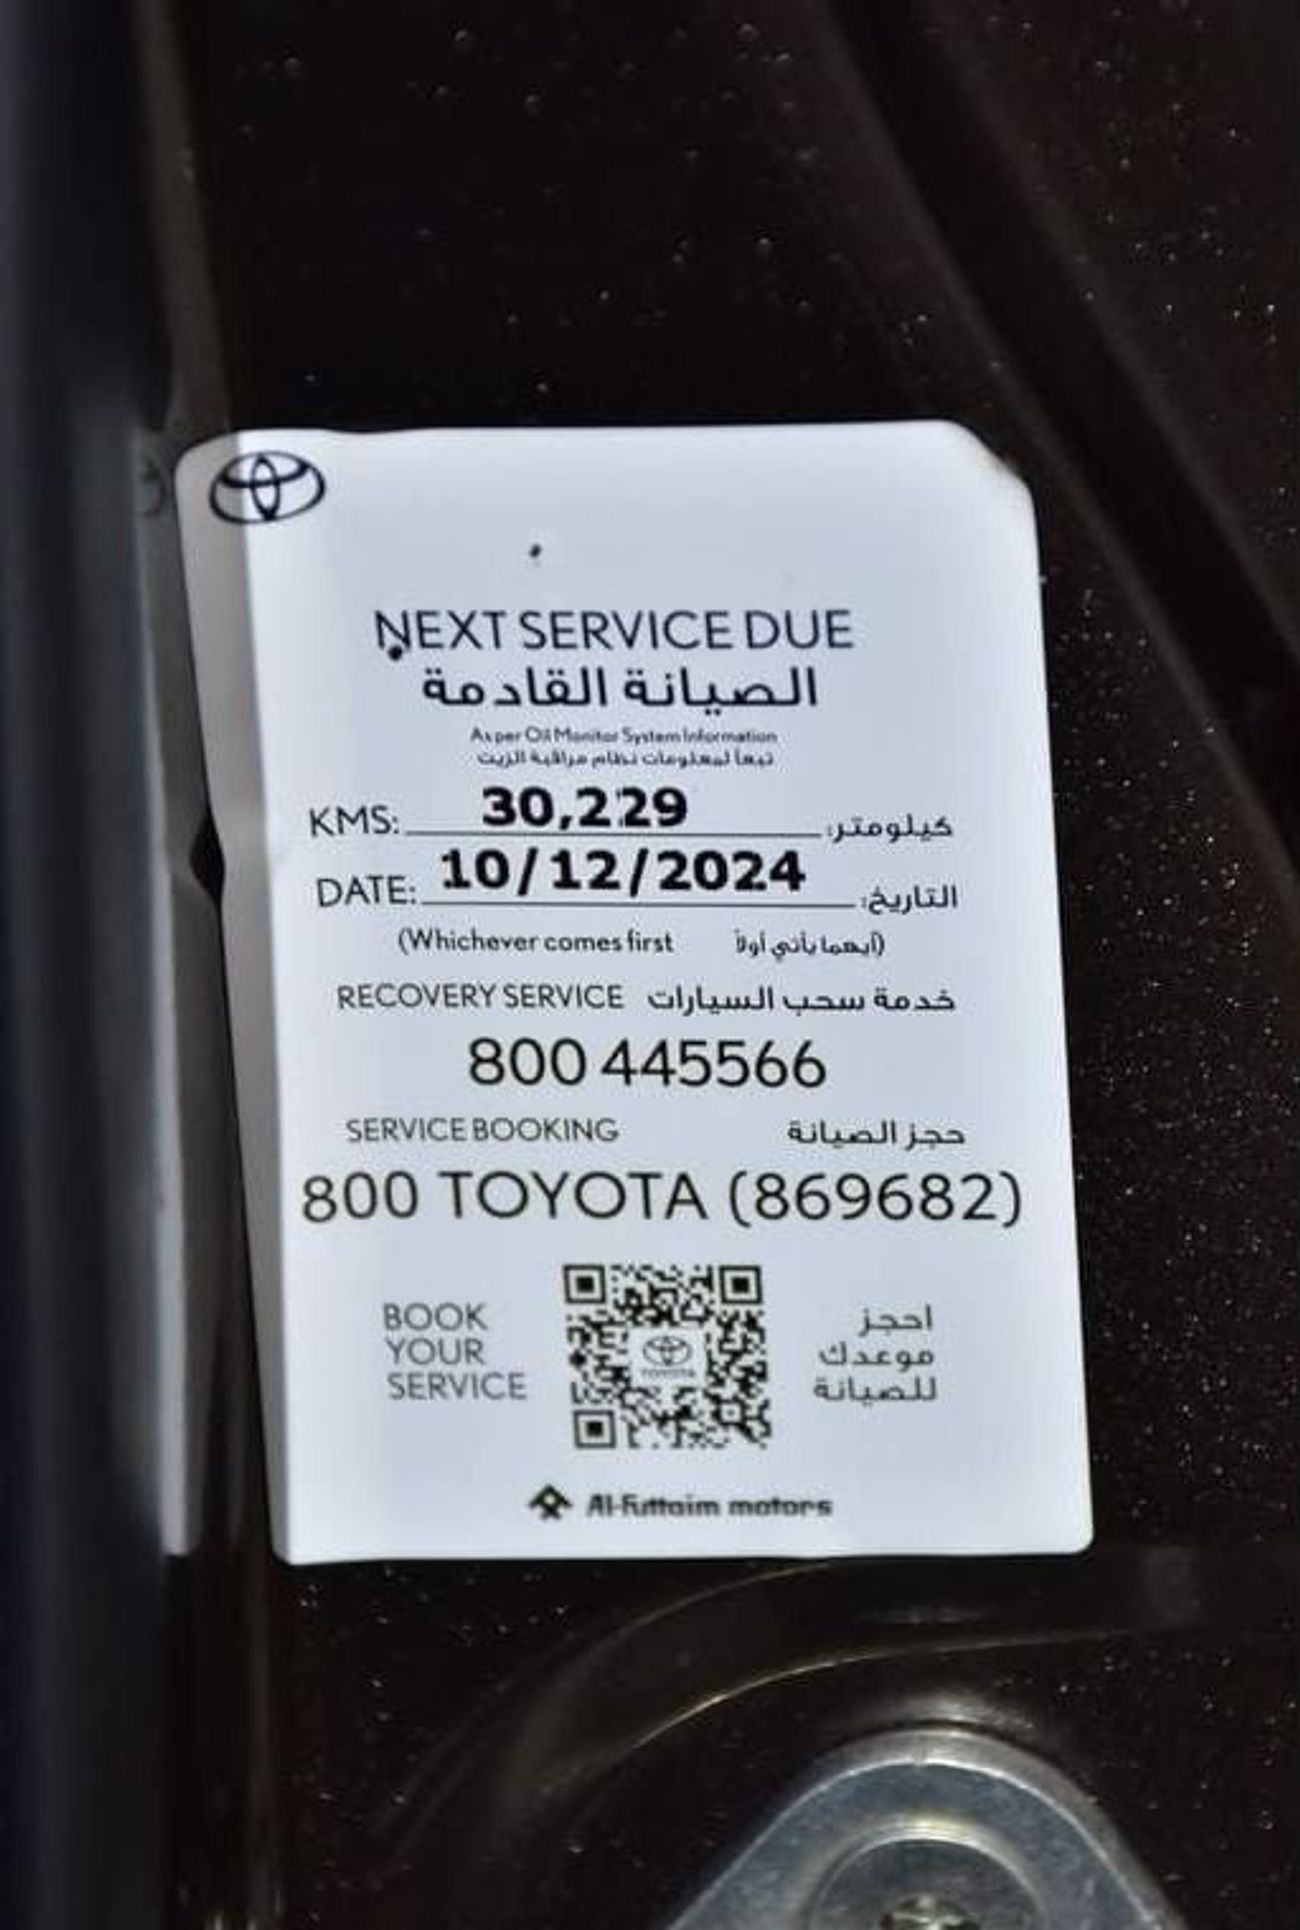 NEXT SERVICE DUE
الصيانة القادمة
As per Oil Monitor System Information
تبعاً لمعلومات نظام مراقبة الزيت
KMS: 30,229 كيلومتر:
DATE: 10/12/2024 التاريخ:
(Whichever comes first أيهما يأتي أولاً)
RECOVERY SERVICE خدمة سحب السيارات
800 445566
SERVICE BOOKING حجز الصيانة
800 TOYOTA (869682)
BOOK
YOUR
SERVICE
احجز
موعدك
للصيانة
TOYOTA
Al-Futtaim motors